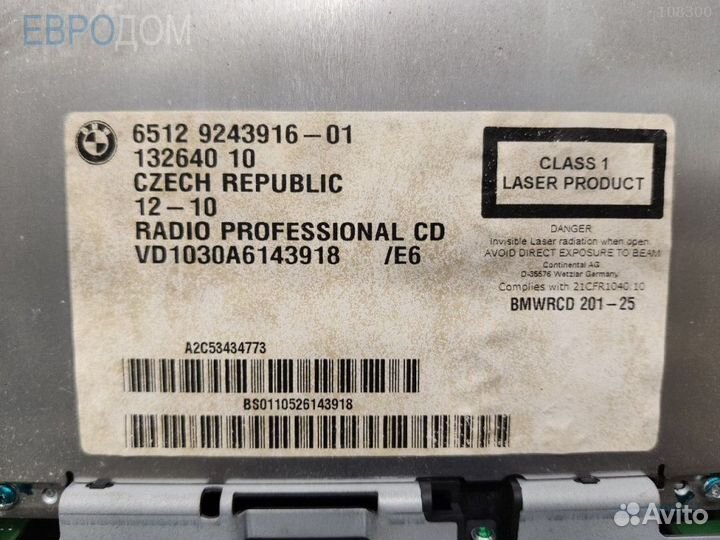 ЕВРОДОМ
108300
BMW
6512 9243916-01
132640 10
CZECH REPUBLIC
12-10
RADIO PROFESSIONAL CD
VD1030A6143918 /E6
CLASS 1
LASER PRODUCT
DANGER
Invisible Laser radiation when open
AVOID DIRECT EXPOSURE TO BEAM
Continental AG
D-35576 Wetzlar Germany
Complies with 21CFR1040.10
BMWRCD 201-25
A2C53434773
BS0110526143918
Avito